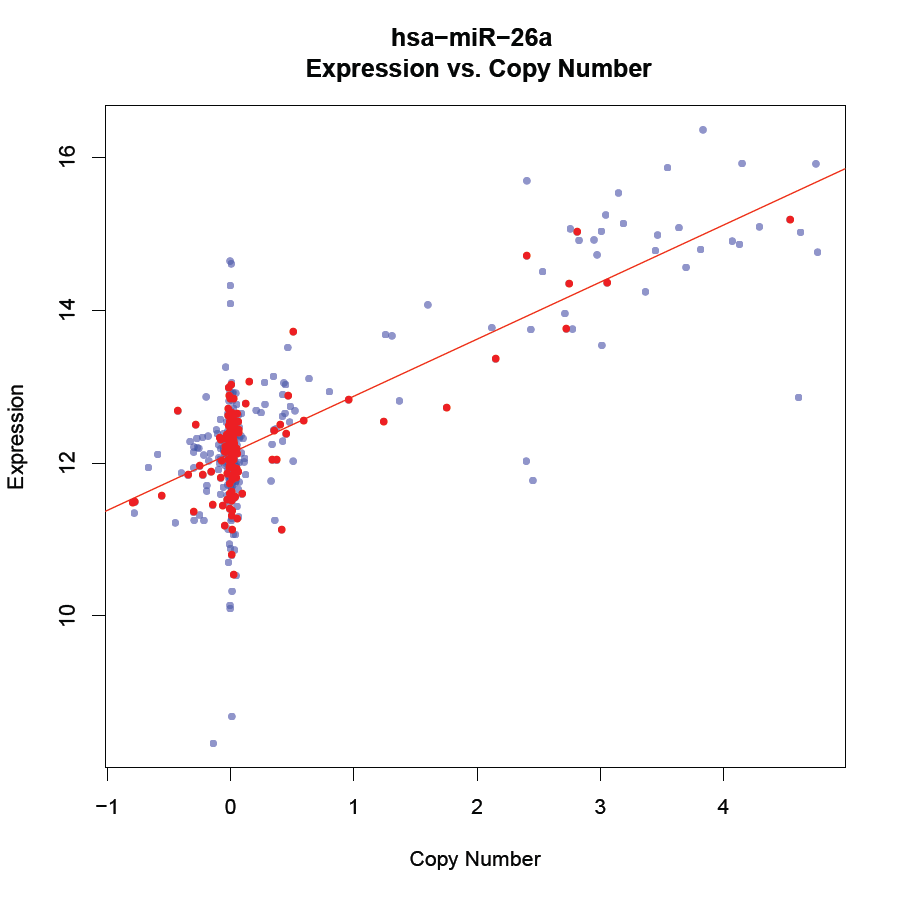 hsa−miR−26a
Expression vs. Copy Number
16
14
12
10
Expression
−1 0 1 2 3 4
Copy Number